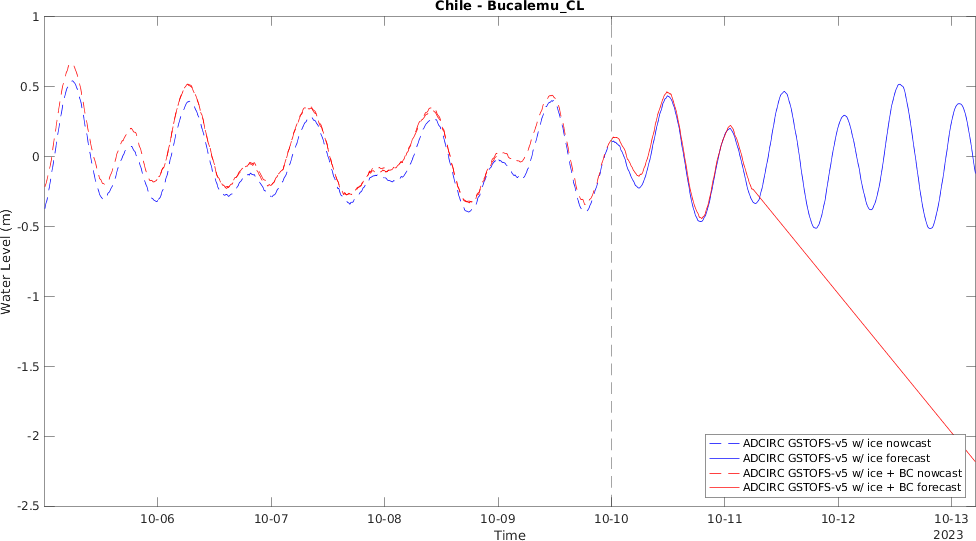 Chile - Bucalemu_CL
1
0.5
0
-0.5
-1
-1.5
-2
-2.5
Water Level (m)
10-06
10-07
10-08
10-09
10-10
10-11
10-12
10-13
2023
Time
ADCIRC GSTOFS-v5 w/ ice nowcast
ADCIRC GSTOFS-v5 w/ ice forecast
ADCIRC GSTOFS-v5 w/ ice + BC nowcast
ADCIRC GSTOFS-v5 w/ ice + BC forecast